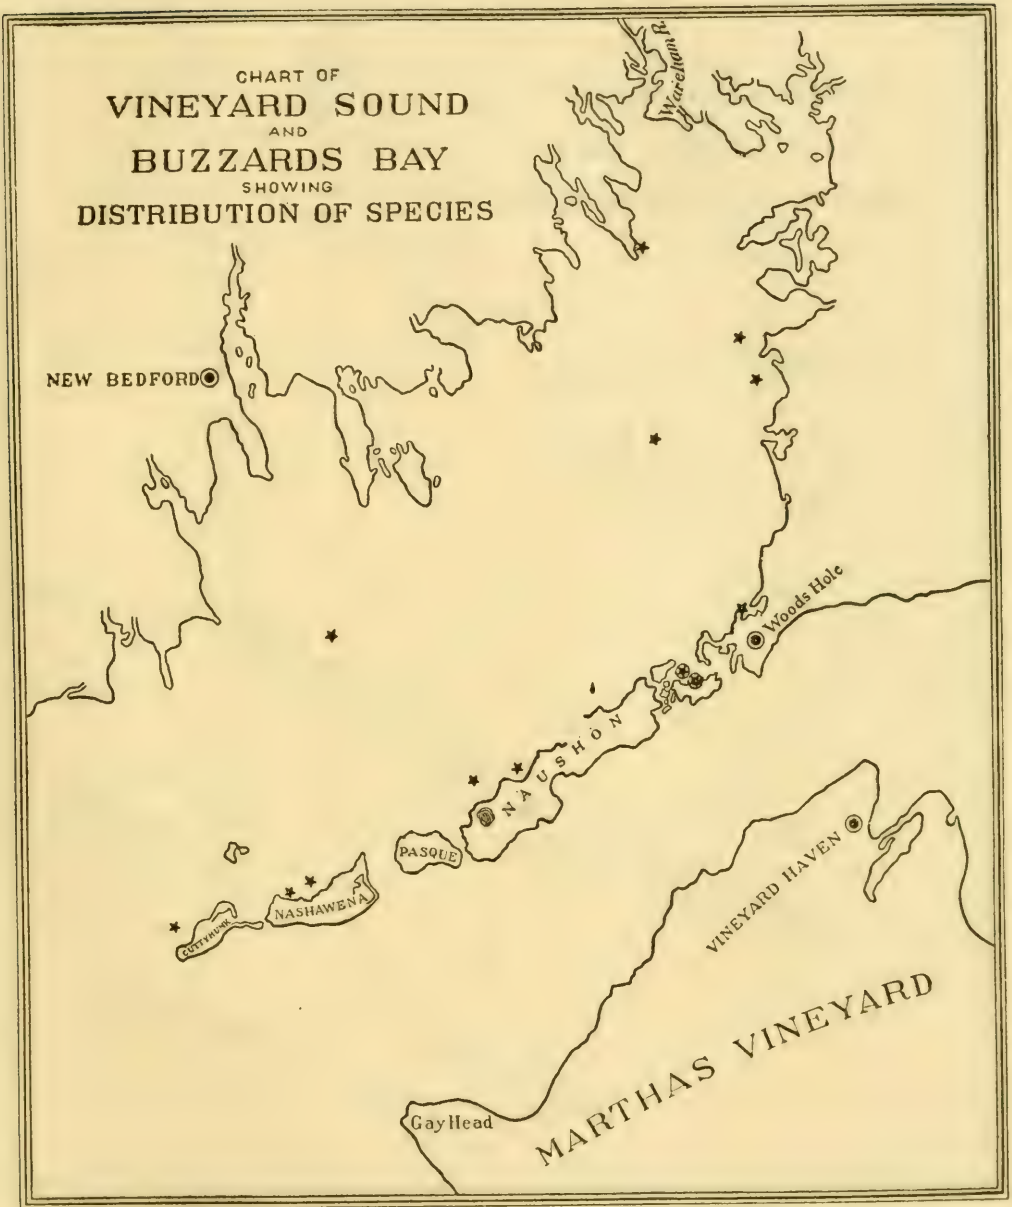 CHART OF
VINEYARD SOUND
AND
BUZZARDS BAY
SHOWING
DISTRIBUTION OF SPECIES
Wareham R.
NEW BEDFORD
Woods Hole
NAUSHON
PASQUE
NASHAWENA
CUTTYHUNK
VINEYARD HAVEN
MARTHAS VINEYARD
Gay Head